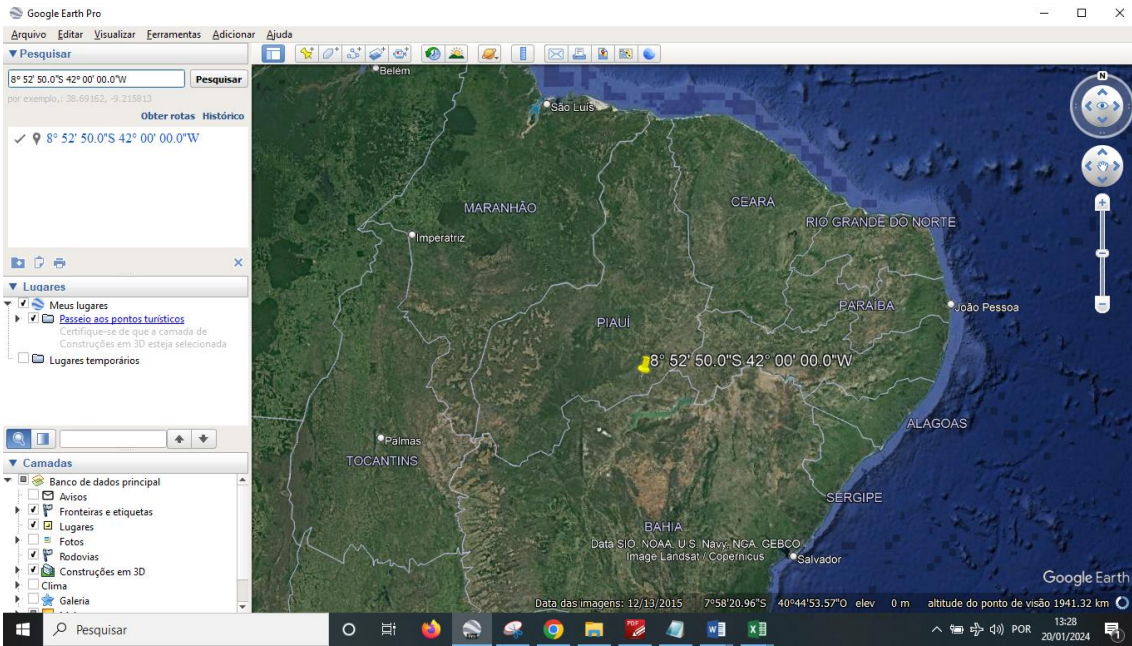 Google Earth Pro
Arquivo Editar Visualizar Ferramentas Adicionar Ajuda
Pesquisar
8° 52' 50.0"S 42° 00' 00.0"W
Pesquisar
por exemplo,: 38.69162, -9.215813
Obter rotas Histórico
8° 52' 50.0"S 42° 00' 00.0"W
Lugares
Meus lugares
Passeio aos pontos turísticos
Certifique-se de que a camada de
Construções em 3D esteja selecionada
Lugares temporários
Camadas
Banco de dados principal
Avisos
Fronteiras e etiquetas
Lugares
Fotos
Rodovias
Construções em 3D
Clima
Galeria
Belém
São Luís
MARANHÃO
CEARÁ
RIO GRANDE DO NORTE
Imperatriz
PARAÍBA
João Pessoa
PIAUÍ
8° 52' 50.0"S 42° 00' 00.0"W
ALAGOAS
Palmas
TOCANTINS
SERGIPE
BAHIA
Data SIO, NOAA, U.S. Navy, NGA, GEBCO
Image Landsat / Copernicus
Salvador
N
Google Earth
Data das imagens: 12/13/2015 7°58'20.96"S 40°44'53.57"O elev 0 m altitude do ponto de visão 1941.32 km
Pesquisar
PDF
POR
13:28
20/01/2024
1